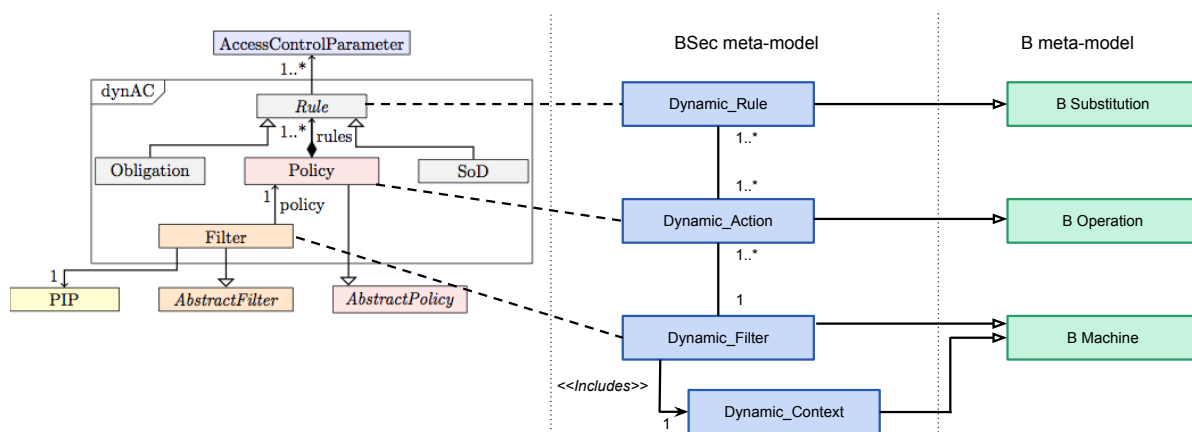 BSec meta-model
B meta-model
AccessControlParameter
1..*
dynAC
Rule
Dynamic_Rule
B Substitution
1..*
rules
1..*
Obligation
Policy
SoD
1..*
1
policy
Dynamic_Action
B Operation
Filter
1..*
1
PIP
AbstractFilter
AbstractPolicy
1
Dynamic_Filter
B Machine
<<Includes>>
1
Dynamic_Context